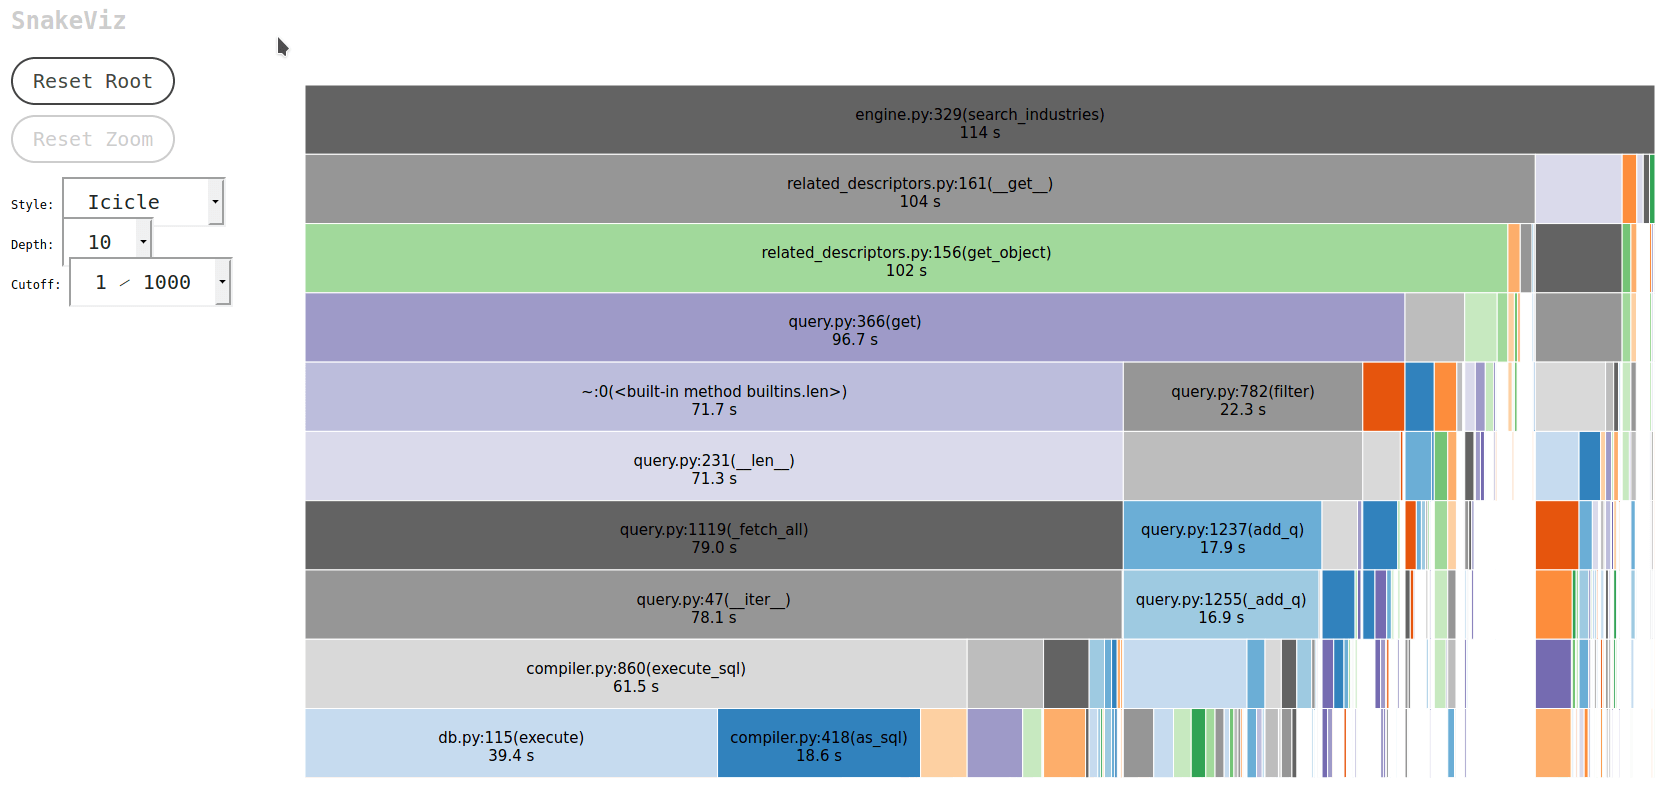 SnakeViz
Reset Root
Reset Zoom
Style: Icicle
Depth: 10
Cutoff: 1 ⁄ 1000
engine.py:329(search_industries)
114 s
related_descriptors.py:161(__get__)
104 s
related_descriptors.py:156(get_object)
102 s
query.py:366(get)
96.7 s
~:0(<built-in method builtins.len>)
71.7 s
query.py:782(filter)
22.3 s
query.py:231(__len__)
71.3 s
query.py:1119(_fetch_all)
79.0 s
query.py:1237(add_q)
17.9 s
query.py:47(__iter__)
78.1 s
query.py:1255(_add_q)
16.9 s
compiler.py:860(execute_sql)
61.5 s
db.py:115(execute)
39.4 s
compiler.py:418(as_sql)
18.6 s